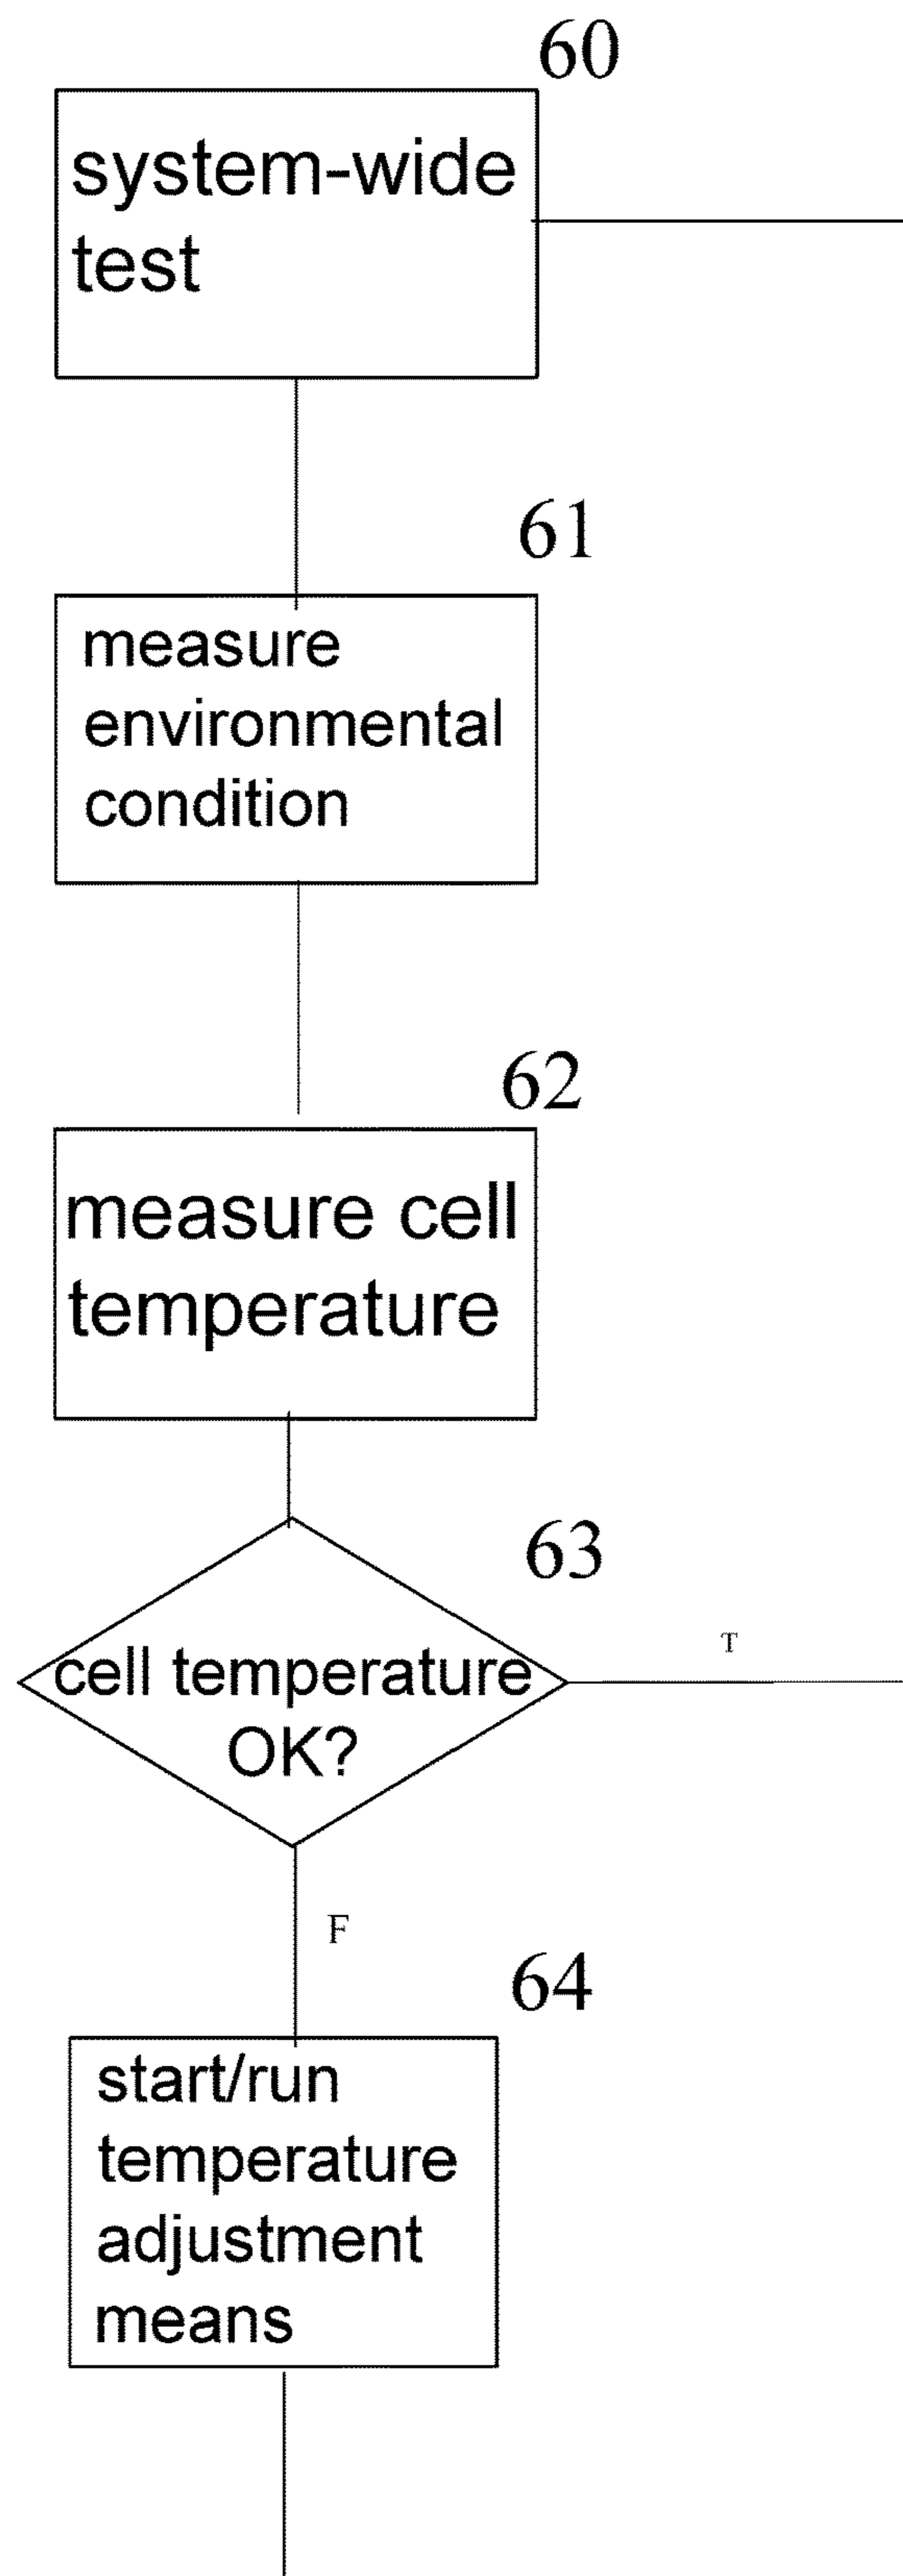 60
system-wide
test
61
measure
environmental
condition
62
measure cell
temperature
63
cell temperature
OK?
T
F
64
start/run
temperature
adjustment
means